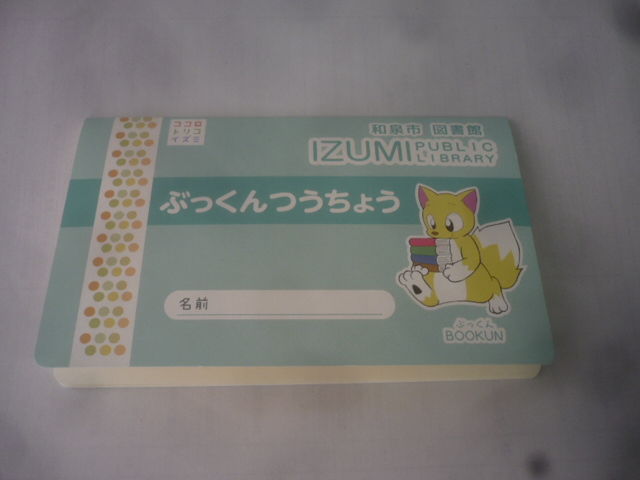 ココロ
トリコ
イズミ
和泉市 図書館
IZUMI PUBLIC LIBRARY
ぶっくんつうちょう
名前
ぶっくん
BOOKUN